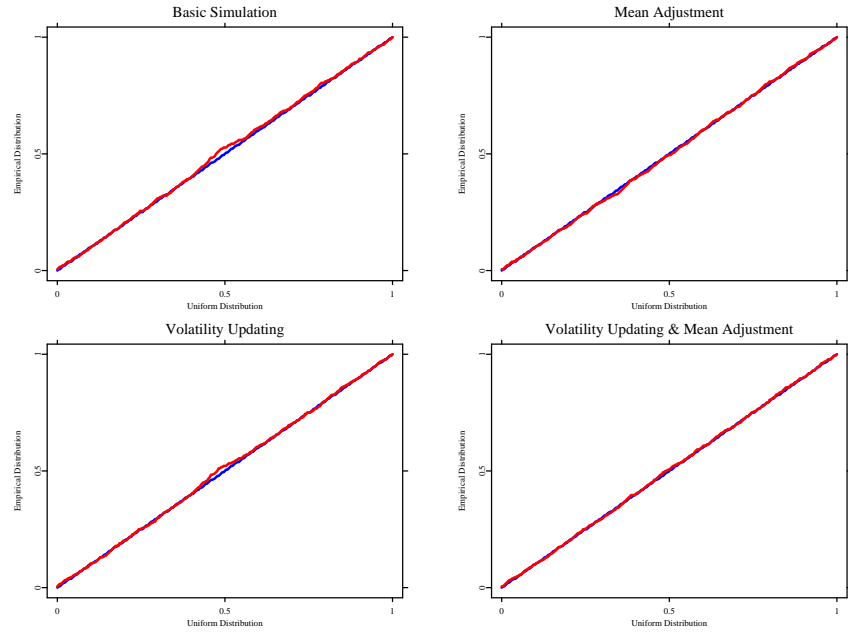 Basic Simulation
Empirical Distribution
1
0.5
0
0
0.5
1
Uniform Distribution
Mean Adjustment
Empirical Distribution
1
0.5
0
0
0.5
1
Uniform Distribution
Volatility Updating
Empirical Distribution
1
0.5
0
0
0.5
1
Uniform Distribution
Volatility Updating & Mean Adjustment
Empirical Distribution
1
0.5
0
0
0.5
1
Uniform Distribution